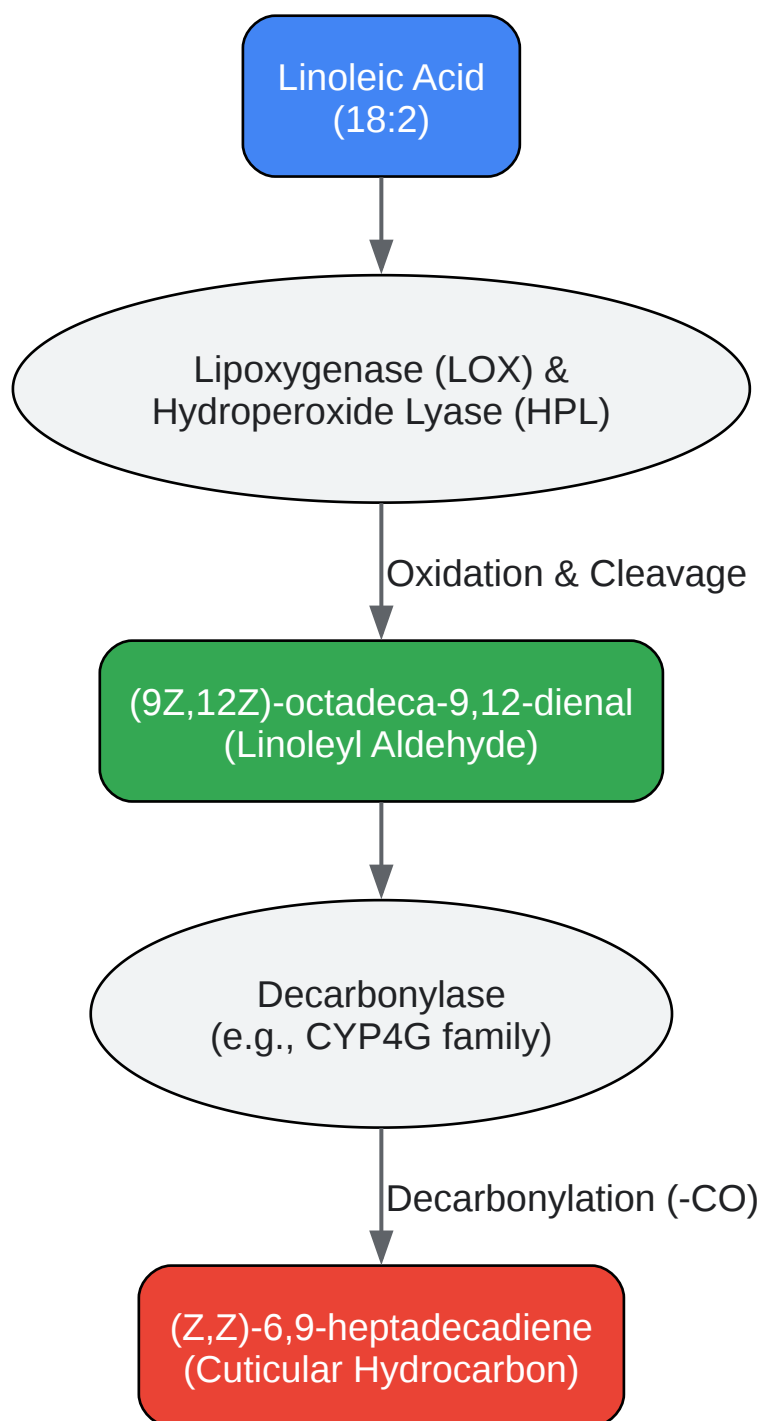 Linoleic Acid
(18:2)
Lipoxygenase (LOX) &
Hydroperoxide Lyase (HPL)
Oxidation & Cleavage
(9Z,12Z)-octadeca-9,12-dienal
(Linoleyl Aldehyde)
Decarbonylase
(e.g., CYP4G family)
Decarbonylation (-CO)
(Z,Z)-6,9-heptadecadiene
(Cuticular Hydrocarbon)